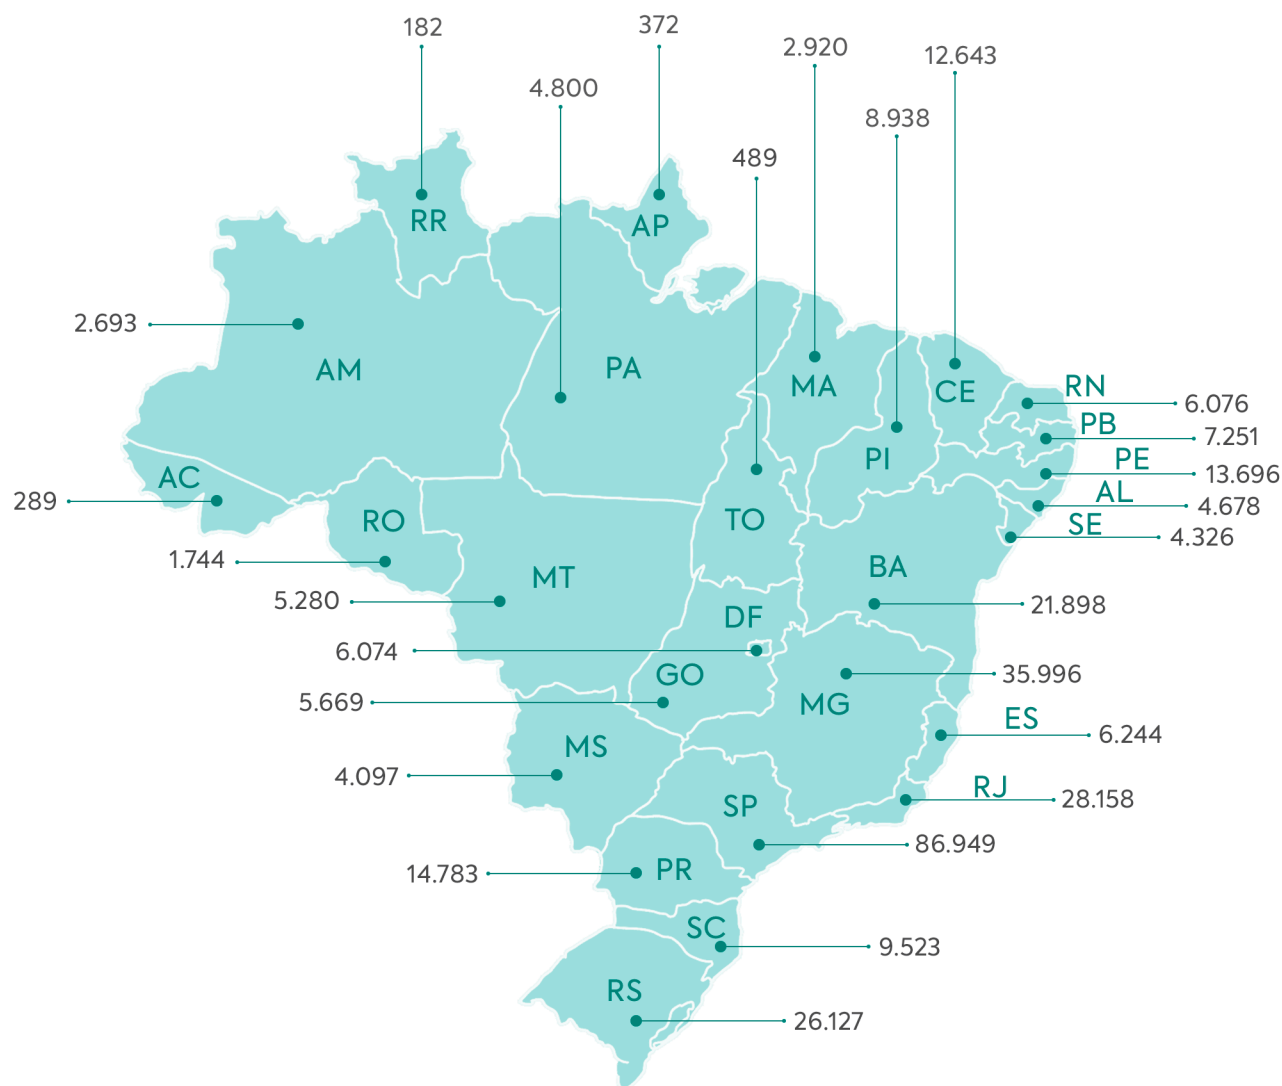 182
372
2.920
12.643
4.800
8.938
489
RR
AP
2.693
AM
PA
MA
CE
RN
6.076
PB
7.251
PI
PE
13.696
AC
289
AL
4.678
RO
TO
SE
4.326
1.744
MT
BA
5.280
21.898
DF
6.074
GO
35.996
5.669
MG
ES
6.244
MS
4.097
RJ
28.158
SP
86.949
14.783
PR
SC
9.523
RS
26.127